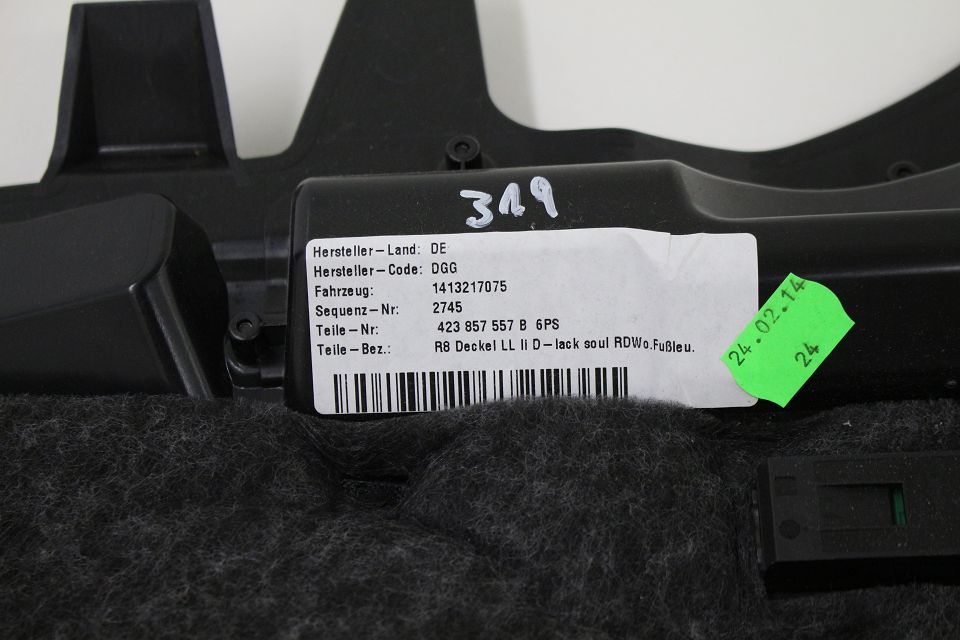 319
Hersteller-Land: DE
Hersteller-Code: DGG
Fahrzeug: 1413217075
Sequenz-Nr: 2745
Teile-Nr: 423 857 557 B 6PS
Teile-Bez.: R8 Deckel LL li D-lack soul RDWo.Fußleu.
24.02.14
24